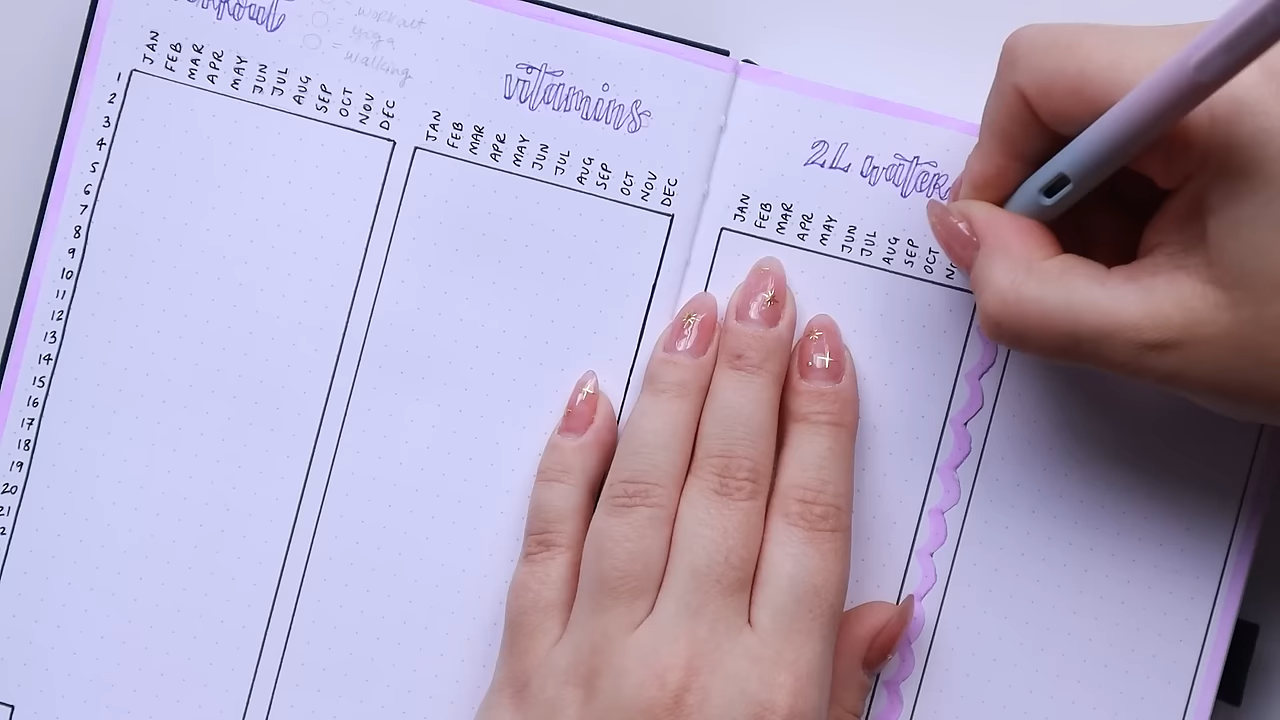 workout
O = workout
O = yoga
O = walking
JAN FEB MAR APR MAY JUN JUL AUG SEP OCT NOV DEC
1
2
3
4
5
6
7
8
9
10
11
12
13
14
15
16
17
18
19
20
21
vitamins
JAN FEB MAR APR MAY JUN JUL AUG SEP OCT NOV DEC
2L water
JAN FEB MAR APR MAY JUN JUL AUG SEP OCT